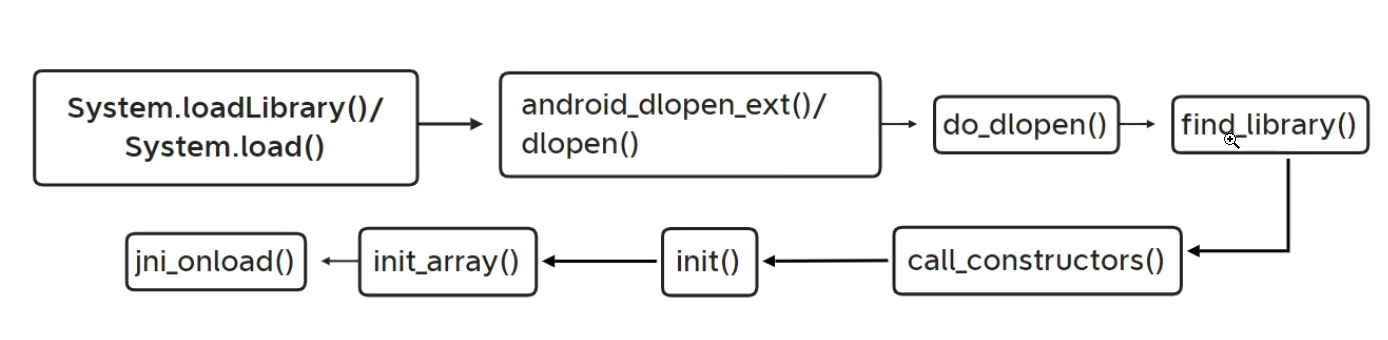 System.loadLibrary()/
System.load()
android_dlopen_ext()/
dlopen()
do_dlopen()
find_library()
call_constructors()
init()
init_array()
jni_onload()